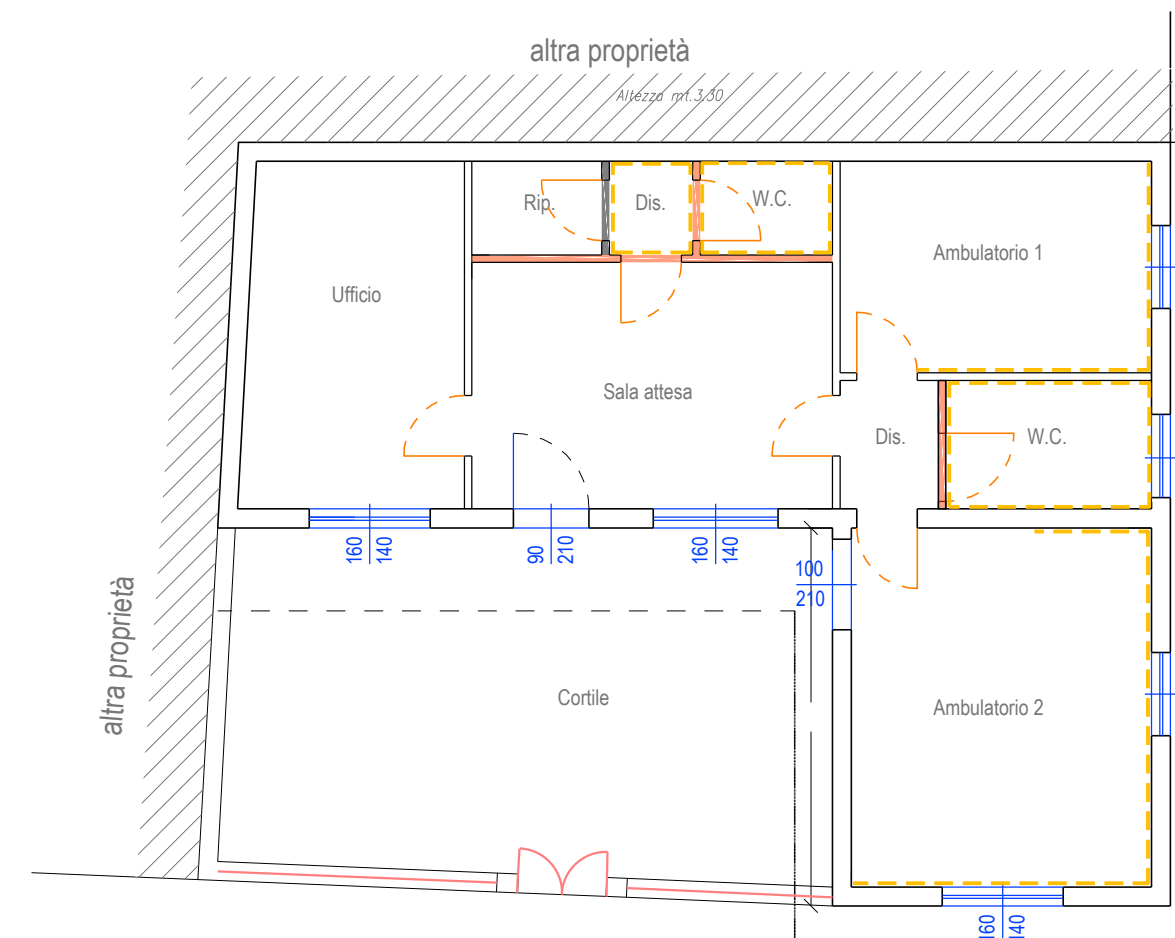 altra proprietà
Altezza mt.3.30
Rip.
Dis.
W.C.
Ambulatorio 1
Ufficio
Sala attesa
Dis.
W.C.
160
140
90
210
160
140
100
210
altra proprietà
Cortile
Ambulatorio 2
160
140